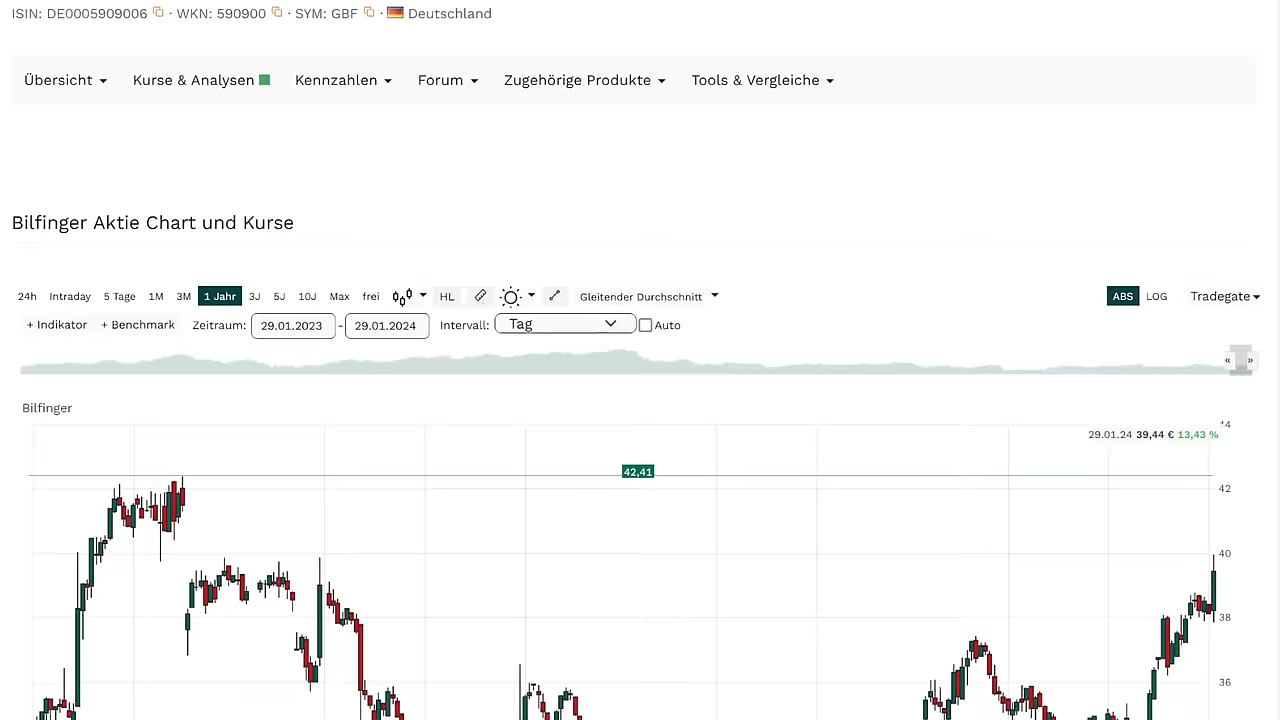 ISIN: DE0005909006 · WKN: 590900 · SYM: GBF · Deutschland
Übersicht Kurse & Analysen Kennzahlen Forum Zugehörige Produkte Tools & Vergleiche
Bilfinger Aktie Chart und Kurse
24h Intraday 5 Tage 1M 3M 1 Jahr 3J 5J 10J Max frei HL Gleitender Durchschnitt ABS LOG Tradegate
+ Indikator + Benchmark Zeitraum: 29.01.2023 - 29.01.2024 Intervall: Tag Auto
« »
Bilfinger
29.01.24 39,44 € 13,43 %
42,41
42
40
38
36